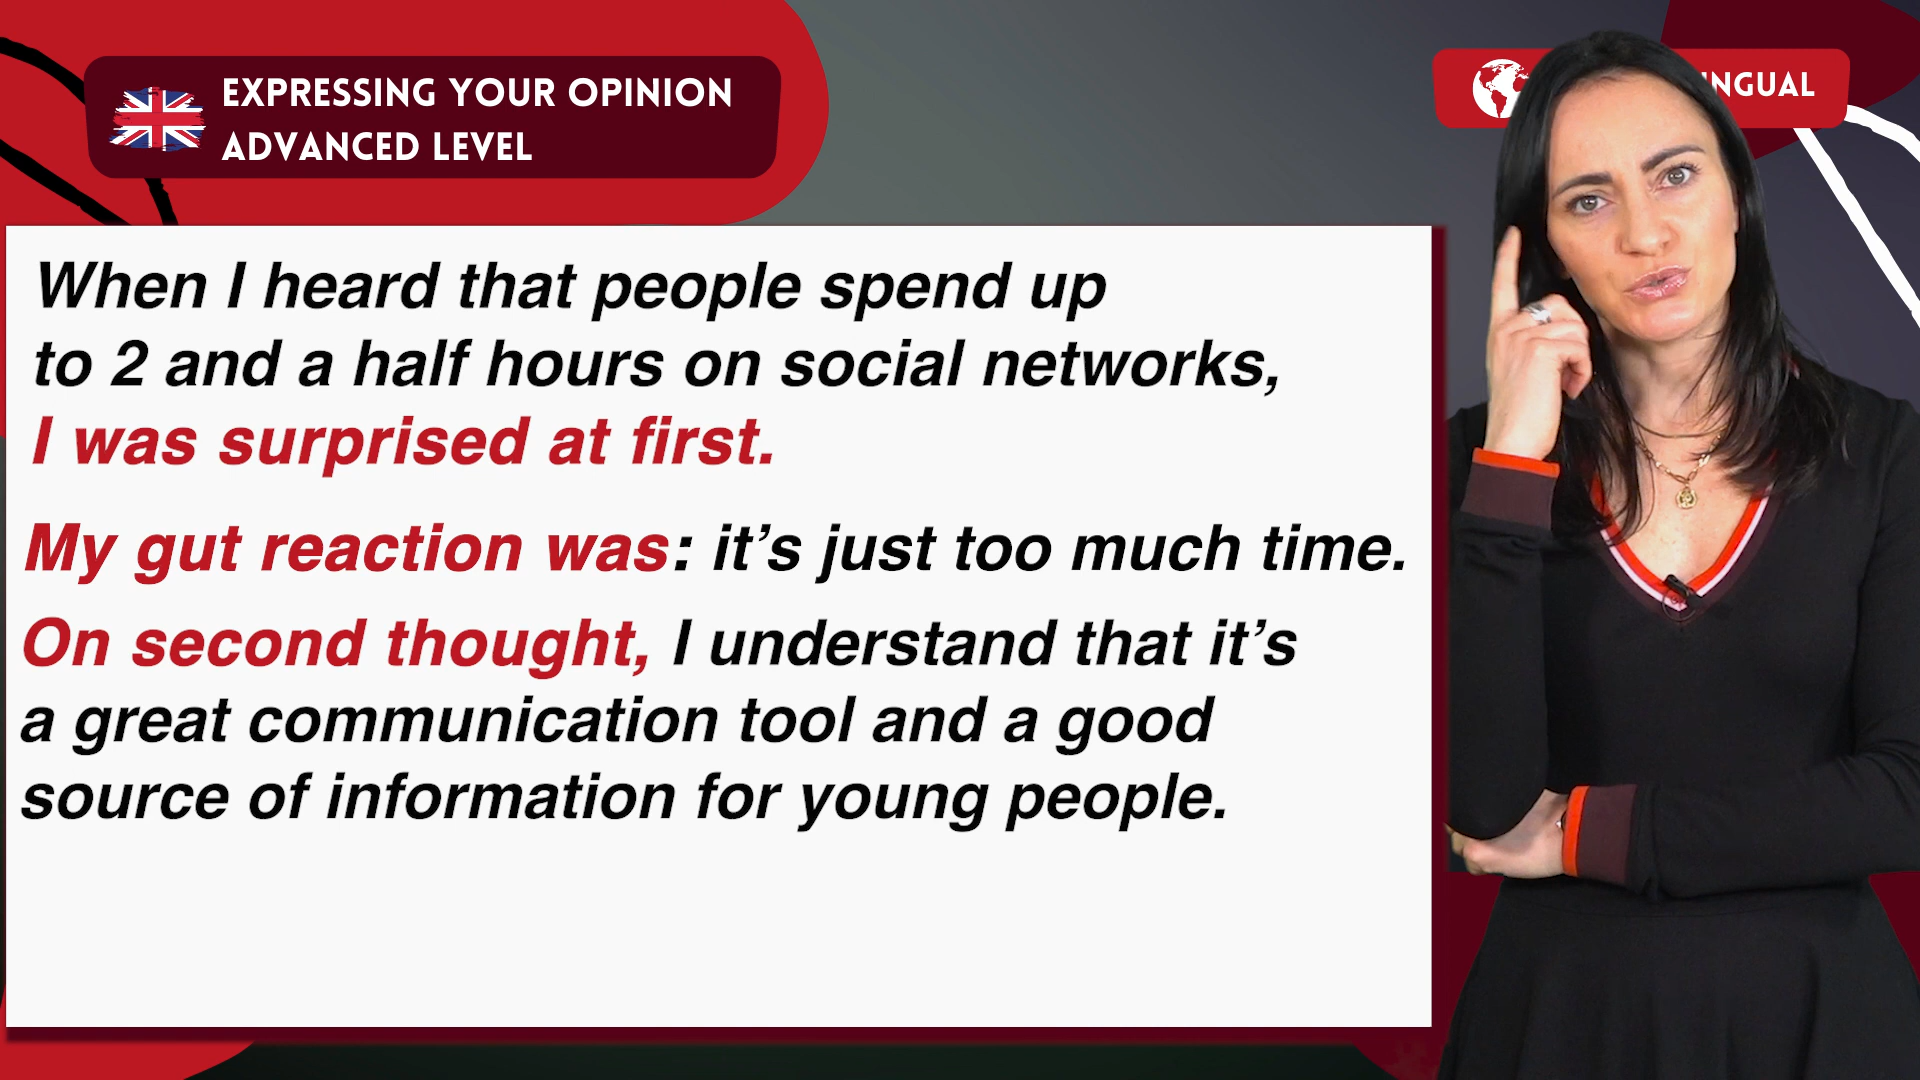 EXPRESSING YOUR OPINION
ADVANCED LEVEL
When I heard that people spend up
to 2 and a half hours on social networks,
I was surprised at first.
My gut reaction was: it’s just too much time.
On second thought, I understand that it’s
a great communication tool and a good
source of information for young people.